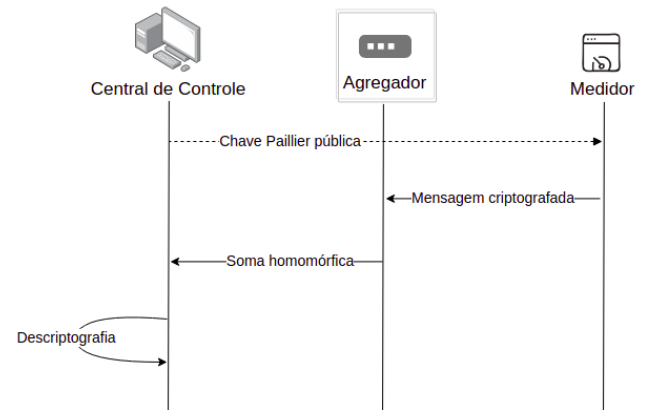 Central de Controle
Agregador
Medidor
Chave Paillier pública
Mensagem criptografada
Soma homomórfica
Descriptografia